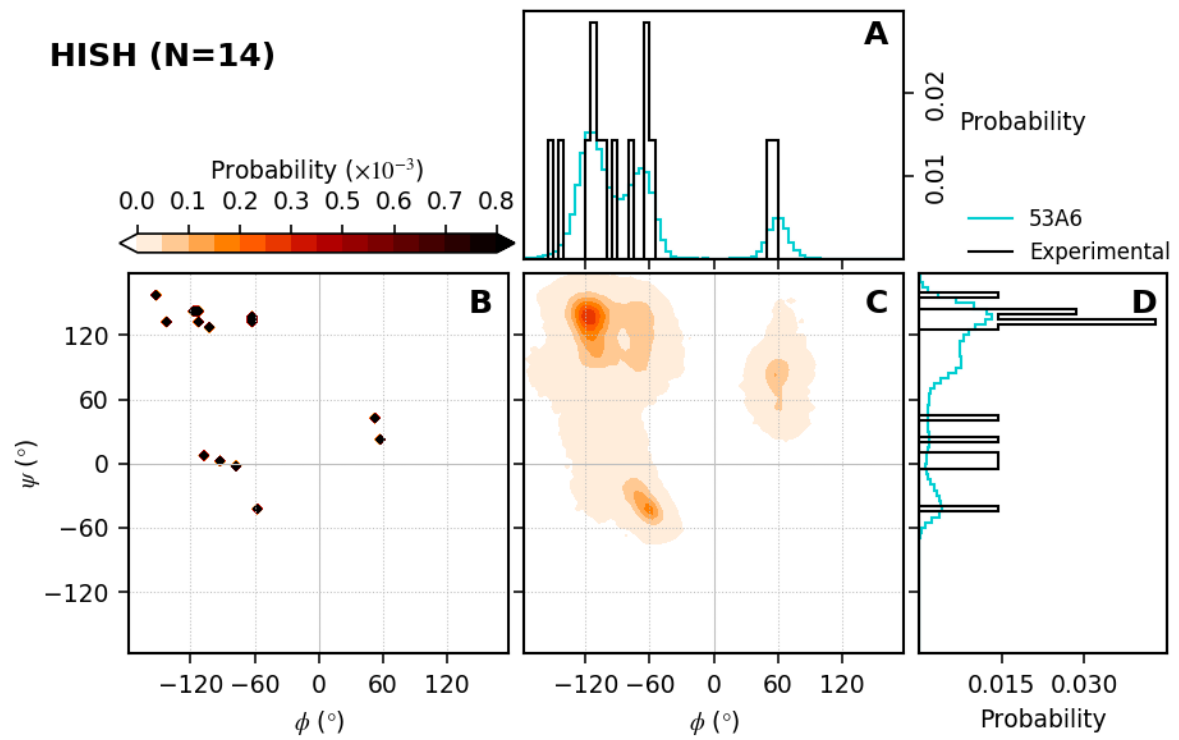 HISH (N=14)
A
0.02
0.01
Probability
53A6
Experimental
Probability (×10⁻³)
0.0 0.1 0.2 0.3 0.5 0.6 0.7 0.8
B
C
D
120
60
0
−60
−120
ψ (°)
−120 −60 0 60 120
−120 −60 0 60 120
0.015 0.030
ϕ (°)
ϕ (°)
Probability